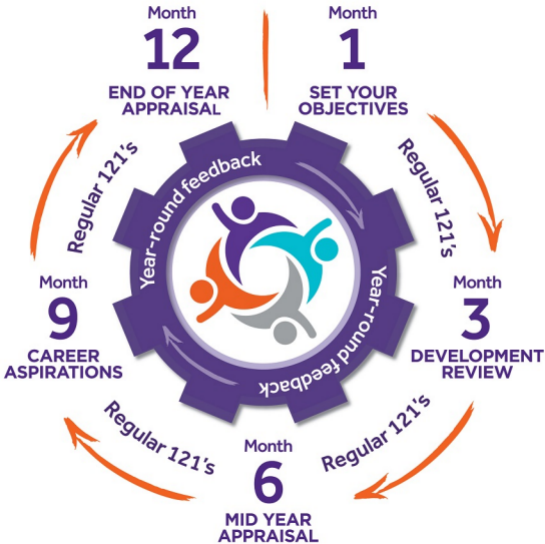 Month
1
SET YOUR
OBJECTIVES
Regular 121's
Month
3
DEVELOPMENT
REVIEW
Regular 121's
Month
6
MID YEAR
APPRAISAL
Regular 121's
Month
9
CAREER
ASPIRATIONS
Regular 121's
Month
12
END OF YEAR
APPRAISAL
Year-round feedback
Year-round feedback